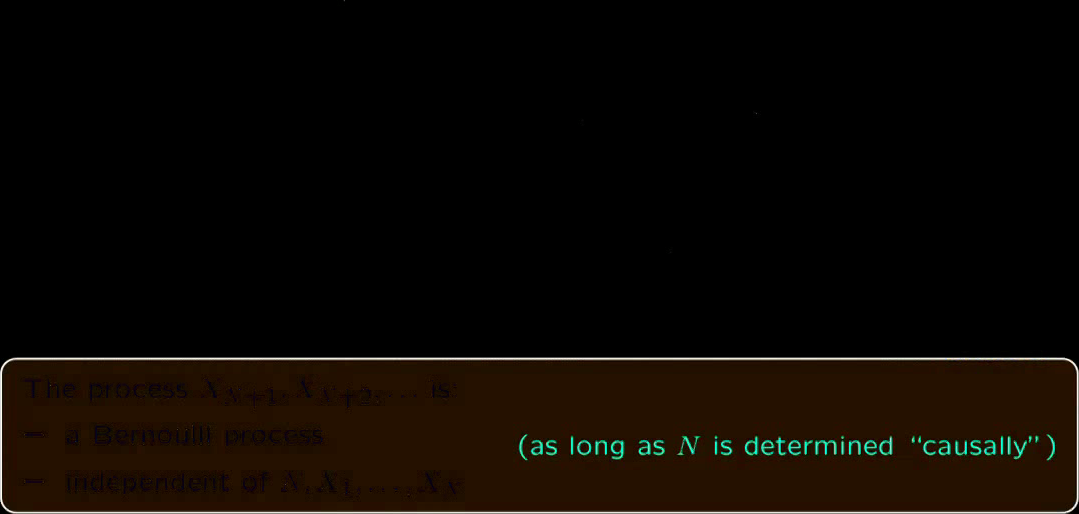 The process X_{N+1}, X_{N+2}, … is:
– a Bernoulli process
(as long as N is determined “causally”)
– independent of N, X_1, …, X_N